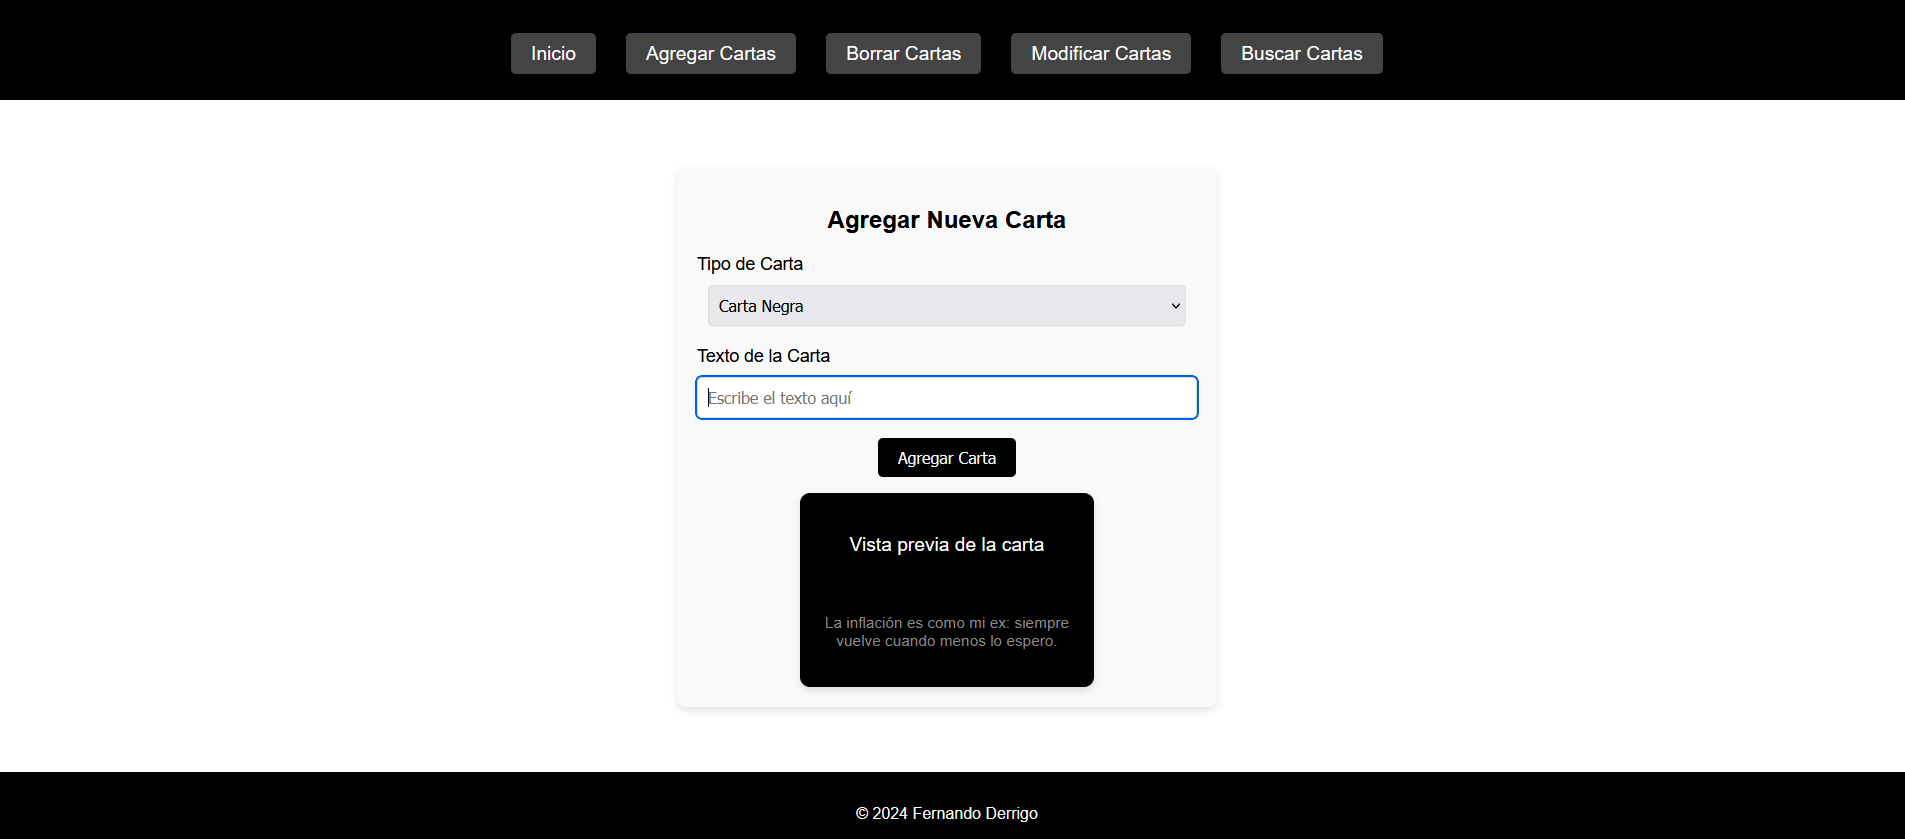 Inicio Agregar Cartas Borrar Cartas Modificar Cartas Buscar Cartas
Agregar Nueva Carta
Tipo de Carta
Carta Negra
Texto de la Carta
Escribe el texto aquí
Agregar Carta
Vista previa de la carta
La inflación es como mi ex: siempre
vuelve cuando menos lo espero.
© 2024 Fernando Derrigo